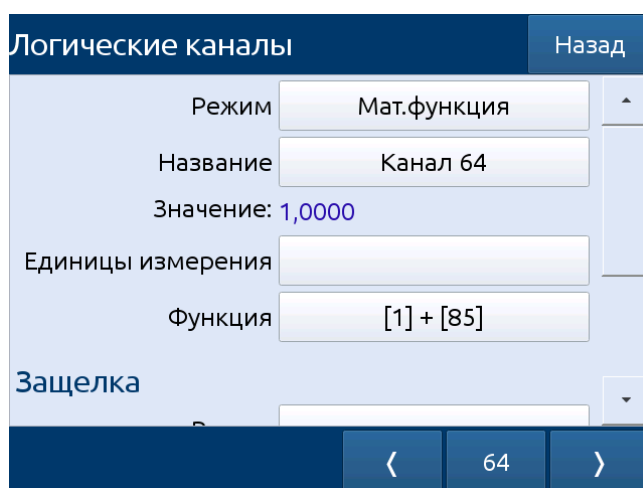 Логические каналы Назад
Режим Мат.функция
Название Канал 64
Значение: 1,0000
Единицы измерения
Функция [1] + [85]
Защелка
❬ 64 ❭